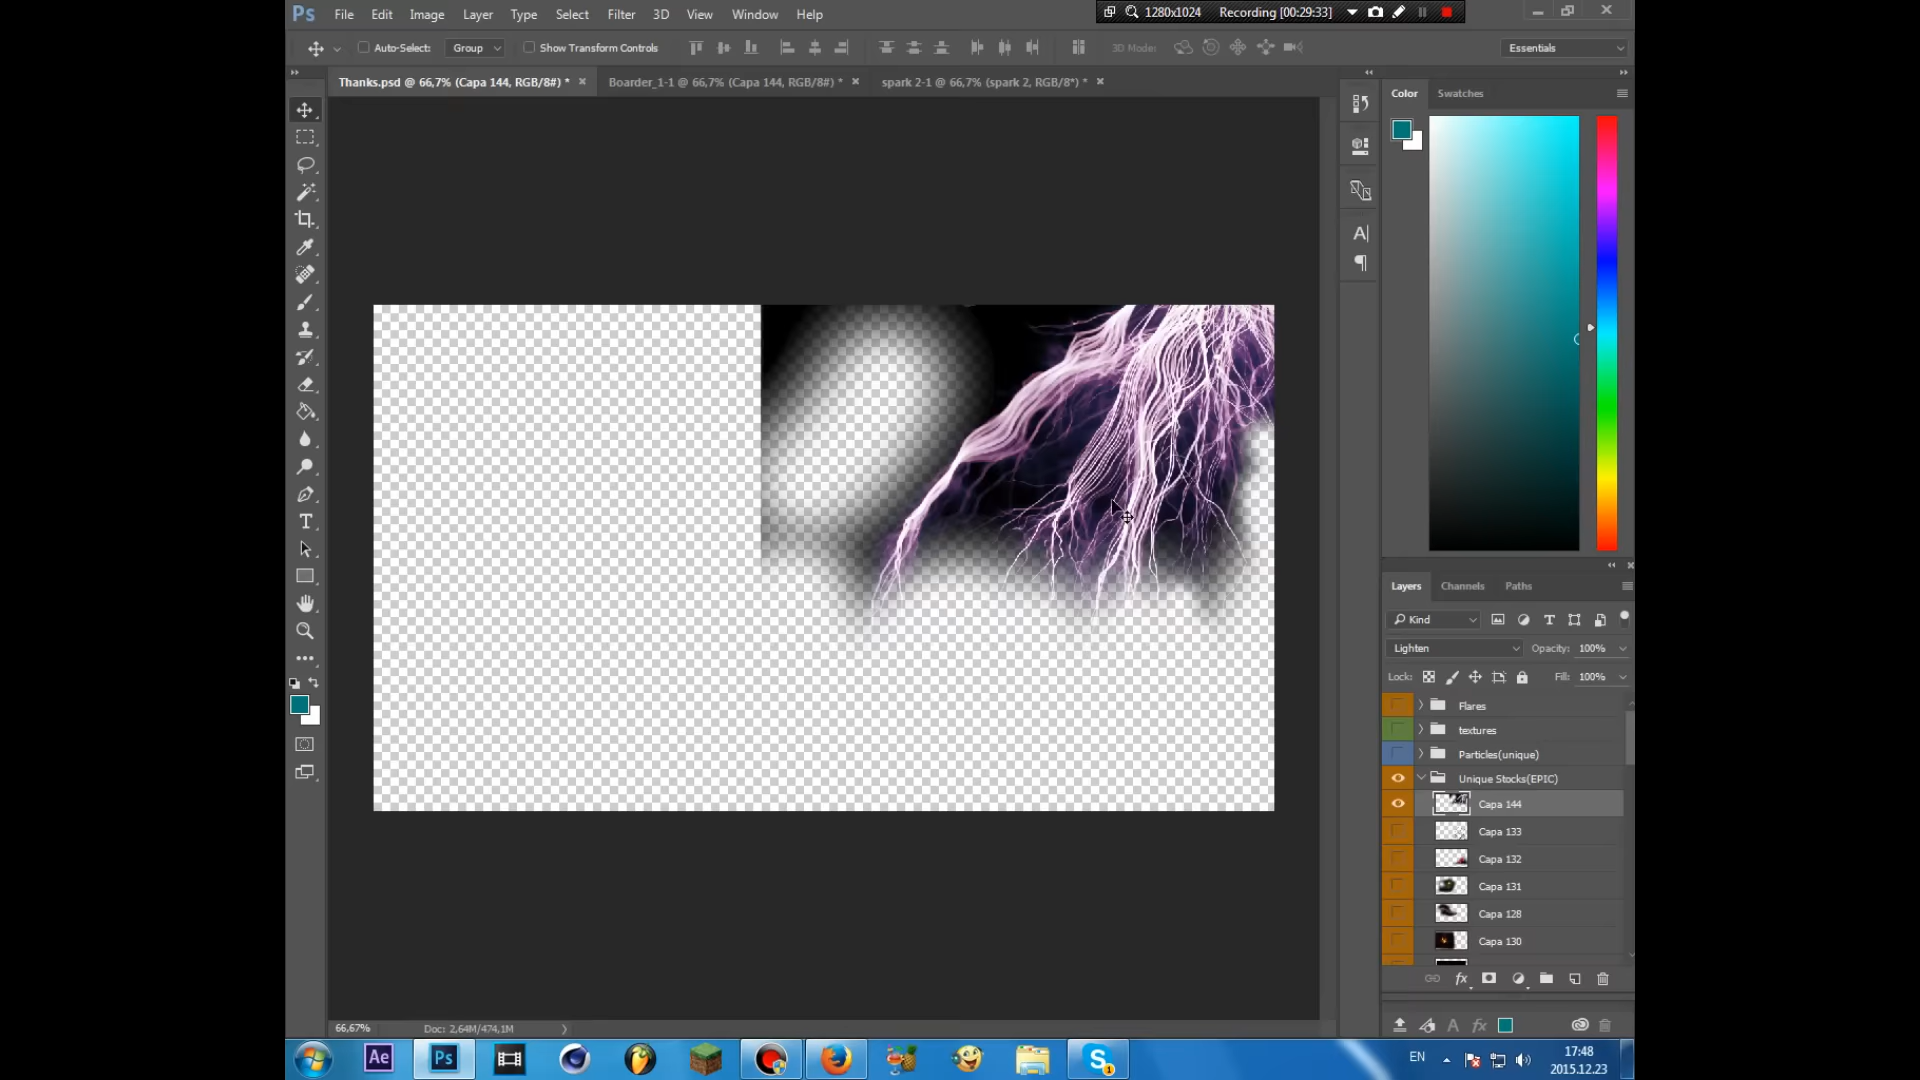 Ps File Edit Image Layer Type Select Filter 3D View Window Help
1280x1024 Recording [00:29:33]
Auto-Select: Group Show Transform Controls 3D Mode: Essentials
Thanks.psd @ 66,7% (Capa 144, RGB/8#) * Boarder_1-1 @ 66,7% (Capa 144, RGB/8#) * spark 2-1 @ 66,7% (spark 2, RGB/8*) *
Color Swatches
Layers Channels Paths
Kind
Lighten Opacity: 100%
Lock: Fill: 100%
Flares
textures
Particles(unique)
Unique Stocks(EPIC)
Capa 144
Capa 133
Capa 132
Capa 131
Capa 128
Capa 130
66,67% Doc: 2,64M/474,1M
Ae Ps EN 17:48
2015.12.23